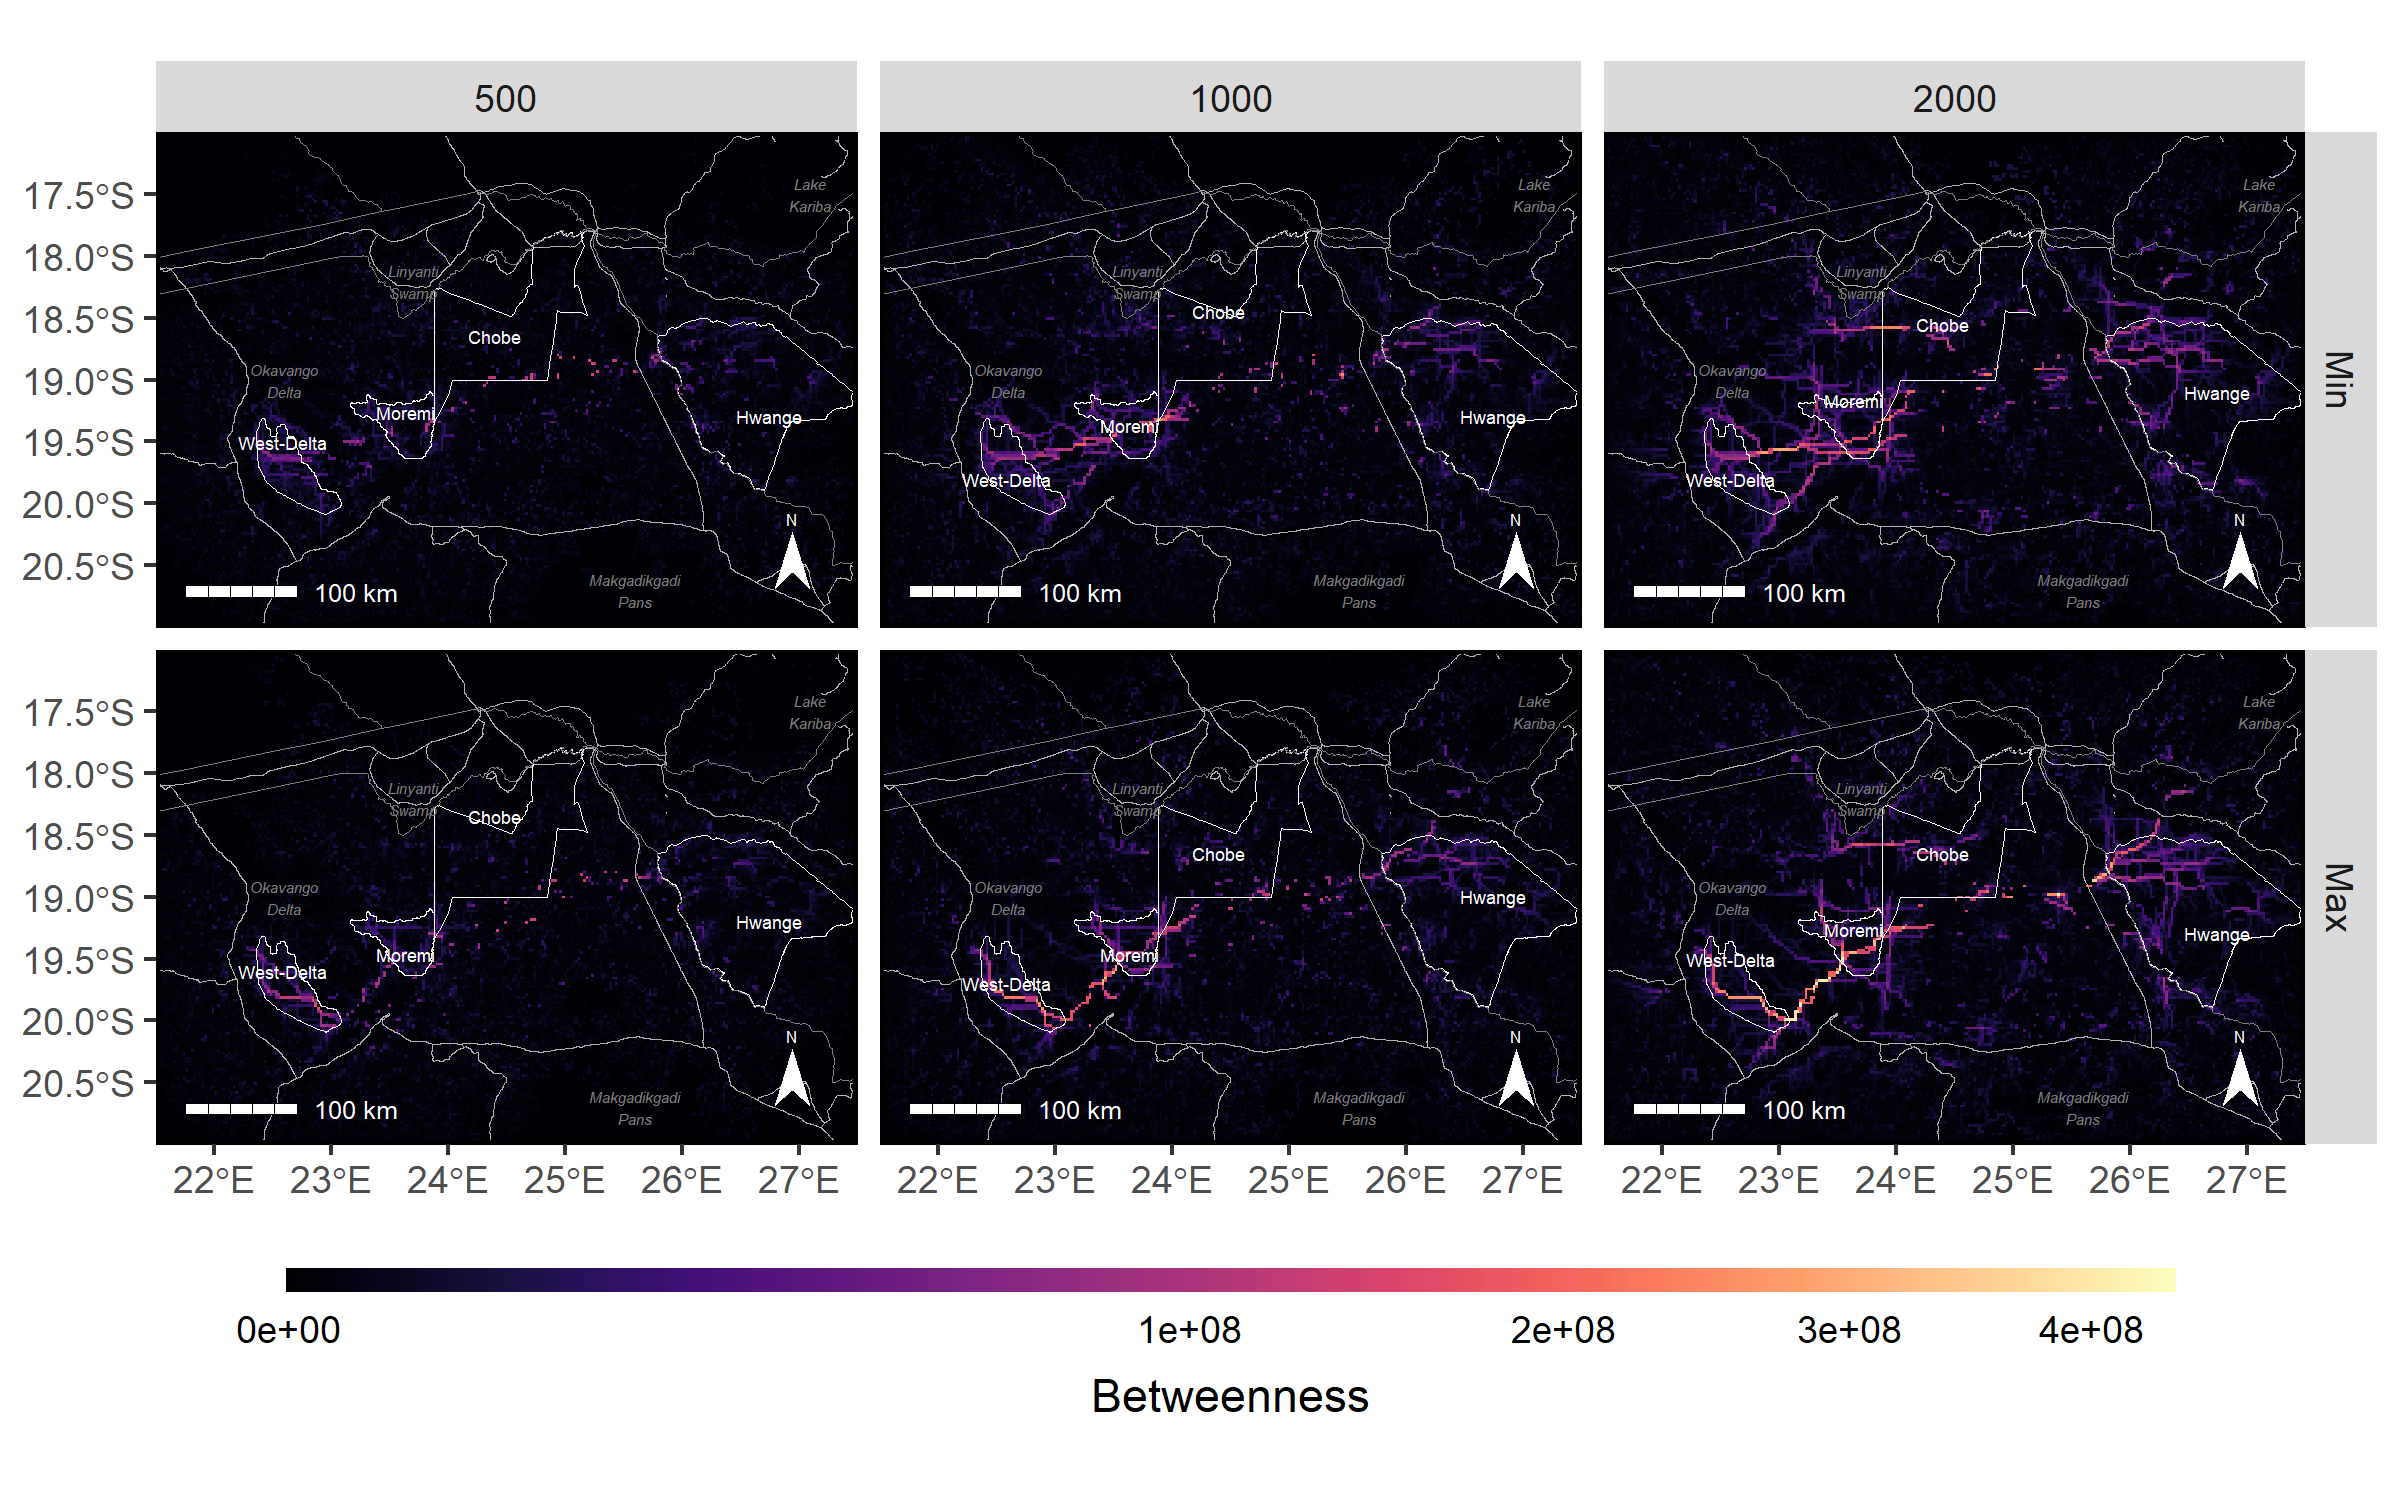 500
1000
2000
17.5°S
18.0°S
18.5°S
19.0°S
19.5°S
20.0°S
20.5°S
Lake
Kariba
Linyanti
Swamp
Chobe
Okavango
Delta
Moremi
Hwange
West-Delta
N
100 km
Makgadikgadi
Pans
Lake
Kariba
Linyanti
Swamp
Chobe
Okavango
Delta
Moremi
Hwange
West-Delta
N
100 km
Makgadikgadi
Pans
Lake
Kariba
Linyanti
Swamp
Chobe
Okavango
Delta
Moremi
Hwange
West-Delta
N
100 km
Makgadikgadi
Pans
Min
17.5°S
18.0°S
18.5°S
19.0°S
19.5°S
20.0°S
20.5°S
Lake
Kariba
Linyanti
Swamp
Chobe
Okavango
Delta
Hwange
Moremi
West-Delta
N
100 km
Makgadikgadi
Pans
Lake
Kariba
Linyanti
Swamp
Chobe
Okavango
Delta
Hwange
Moremi
West-Delta
N
100 km
Makgadikgadi
Pans
Lake
Kariba
Linyanti
Swamp
Chobe
Okavango
Delta
Moremi
Hwange
West-Delta
N
100 km
Makgadikgadi
Pans
Max
22°E 23°E 24°E 25°E 26°E 27°E
22°E 23°E 24°E 25°E 26°E 27°E
22°E 23°E 24°E 25°E 26°E 27°E
0e+00 1e+08 2e+08 3e+08 4e+08
Betweenness